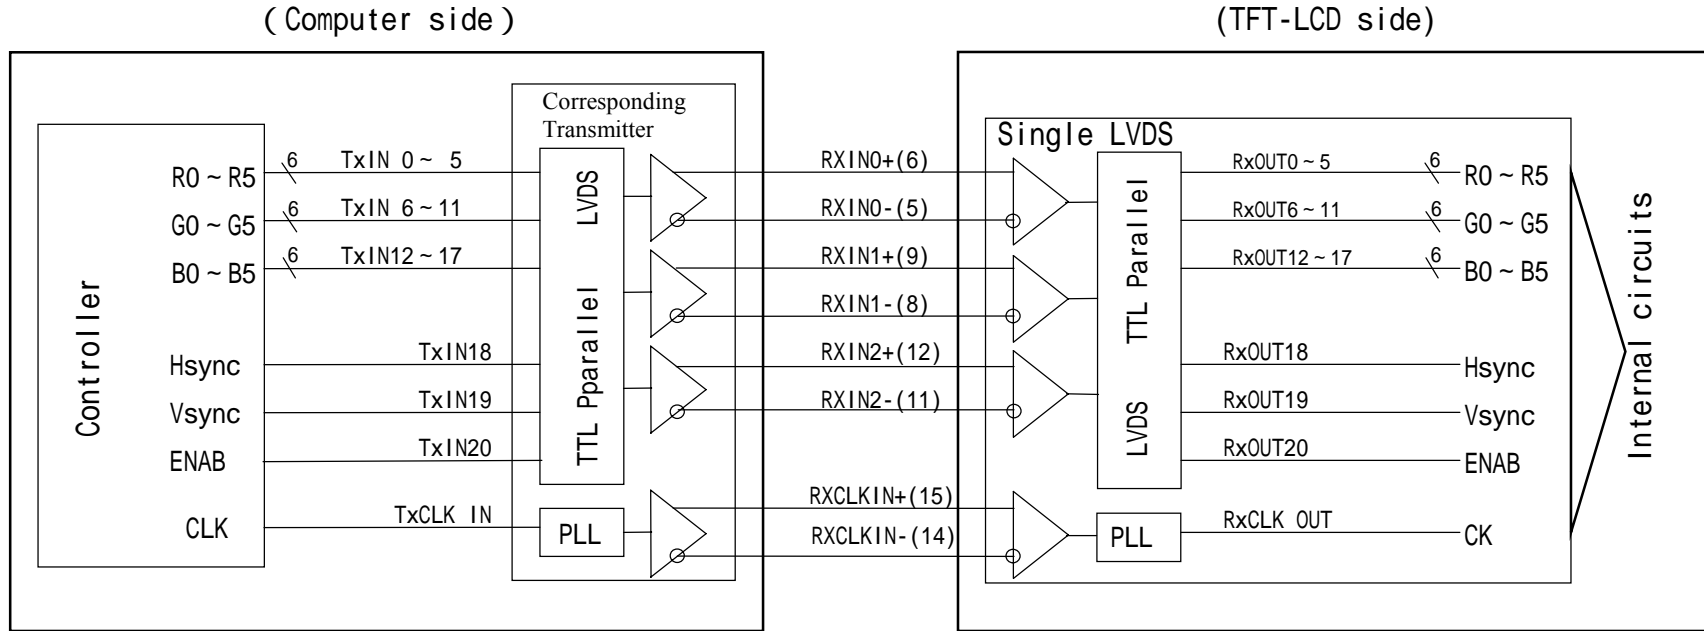 (Computer side)
(TFT-LCD side)
Corresponding
Transmitter
Single LVDS
Controller
R0~R5
G0~G5
B0~B5
Hsync
Vsync
ENAB
CLK
6
TxIN 0~ 5
6
TxIN 6~11
6
TxIN12~17
TxIN18
TxIN19
TxIN20
TxCLK IN
TTL Pparallel LVDS
PLL
RXIN0+(6)
RXIN0-(5)
RXIN1+(9)
RXIN1-(8)
RXIN2+(12)
RXIN2-(11)
RXCLKIN+(15)
RXCLKIN-(14)
LVDS TTL Parallel
PLL
RxOUT0~5
6
RxOUT6~11
6
RxOUT12~17
6
RxOUT18
RxOUT19
RxOUT20
RxCLK OUT
R0~R5
G0~G5
B0~B5
Hsync
Vsync
ENAB
CK
Internal circuits